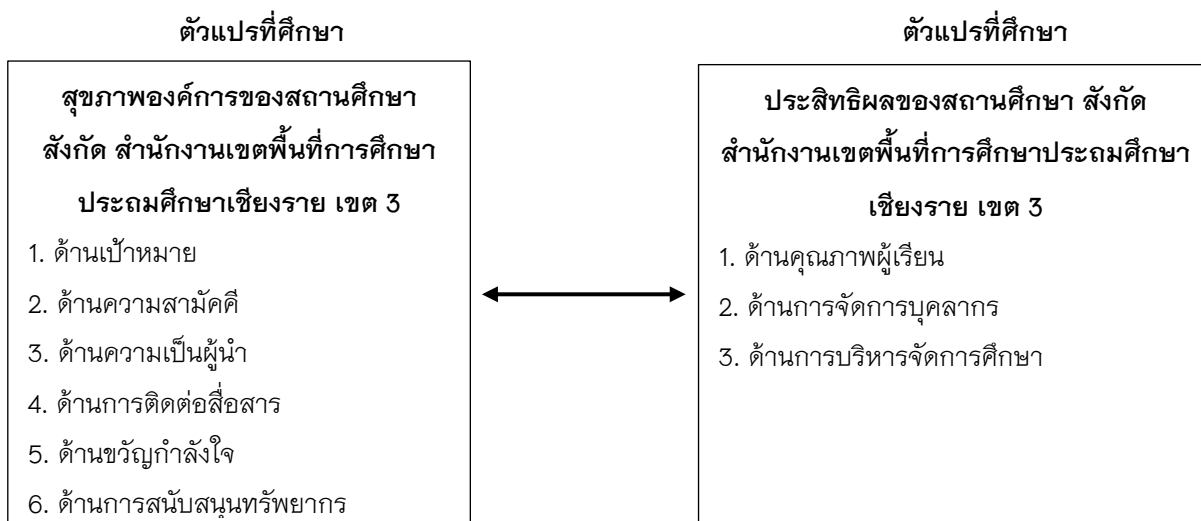 ตัวแปรที่ศึกษา
สุขภาพองค์การของสถานศึกษา
สังกัด สำนักงานเขตพื้นที่การศึกษา
ประถมศึกษาเชียงราย เขต 3
1. ด้านเป้าหมาย
2. ด้านความสามัคคี
3. ด้านความเป็นผู้นำ
4. ด้านการติดต่อสื่อสาร
5. ด้านขวัญกำลังใจ
6. ด้านการสนับสนุนทรัพยากร
ตัวแปรที่ศึกษา
ประสิทธิผลของสถานศึกษา สังกัด
สำนักงานเขตพื้นที่การศึกษาประถมศึกษา
เชียงราย เขต 3
1. ด้านคุณภาพผู้เรียน
2. ด้านการจัดการบุคลากร
3. ด้านการบริหารจัดการศึกษา